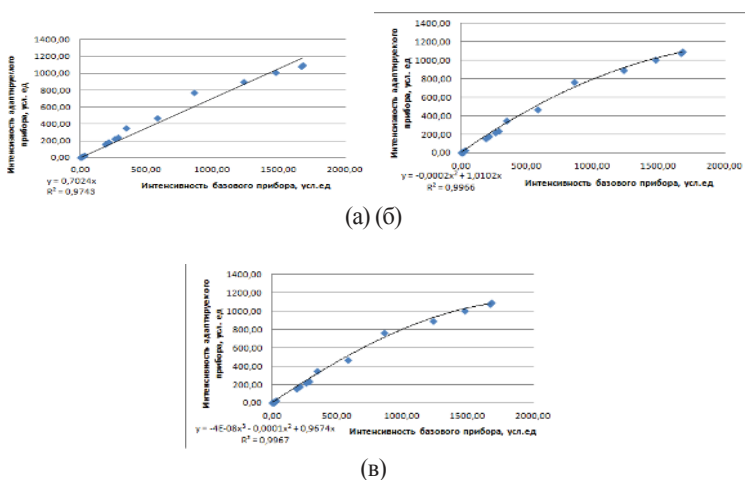 1400,00
1200,00
1000,00
800,00
600,00
400,00
200,00
0,00
Интенсивность адаптируемого
прибора, усл. ед
0,00 500,00 1000,00 1500,00 2000,00
y = 0,7024x
R² = 0,9743
Интенсивность базового прибора, усл.ед
1400,00
1200,00
1000,00
800,00
600,00
400,00
200,00
0,00
Интенсивность адаптируемого
прибора, усл. ед
0,00 500,00 1000,00 1500,00 2000,00
y = -0,0002x² + 1,0102x
R² = 0,9966
Интенсивность базового прибора, усл.ед
(а) (б)
1400,00
1200,00
1000,00
800,00
600,00
400,00
200,00
0,00
Интенсивность адаптируемого
прибора, усл. ед
0,00 500,00 1000,00 1500,00 2000,00
y = -4E-08x³ - 0,0001x² + 0,9674x
R² = 0,9967
Интенсивность базового прибора, усл.ед
(в)